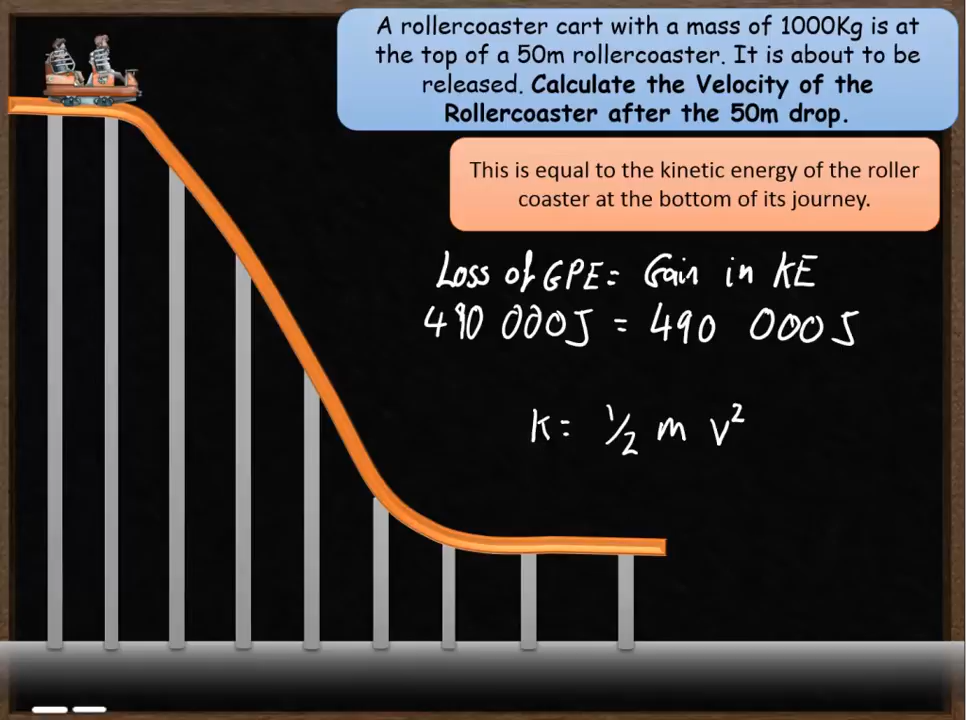 A rollercoaster cart with a mass of 1000Kg is at
the top of a 50m rollercoaster. It is about to be
released. Calculate the Velocity of the
Rollercoaster after the 50m drop.
This is equal to the kinetic energy of the roller
coaster at the bottom of its journey.
Loss of GPE = Gain in KE
490 000J = 490 000J
K = 1/2 m v²